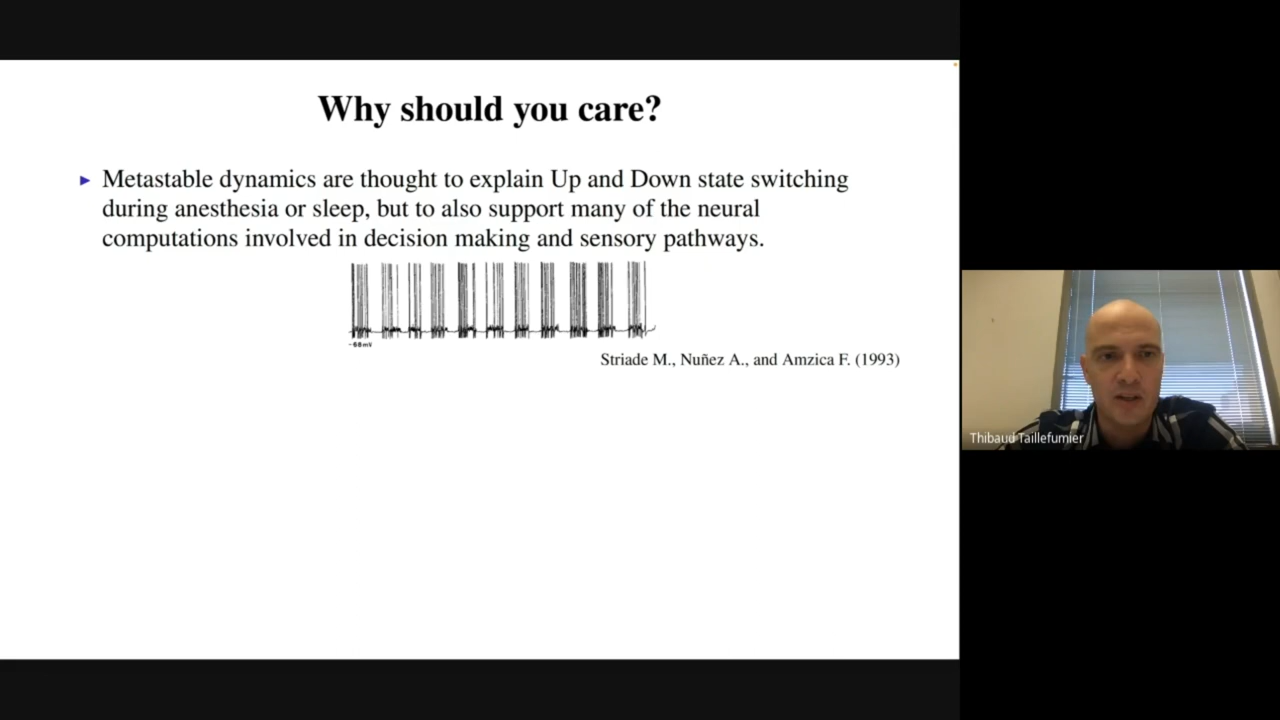 Why should you care?
► Metastable dynamics are thought to explain Up and Down state switching
during anesthesia or sleep, but to also support many of the neural
computations involved in decision making and sensory pathways.
-68mV
Striade M., Nuñez A., and Amzica F. (1993)
Thibaud Taillefumier